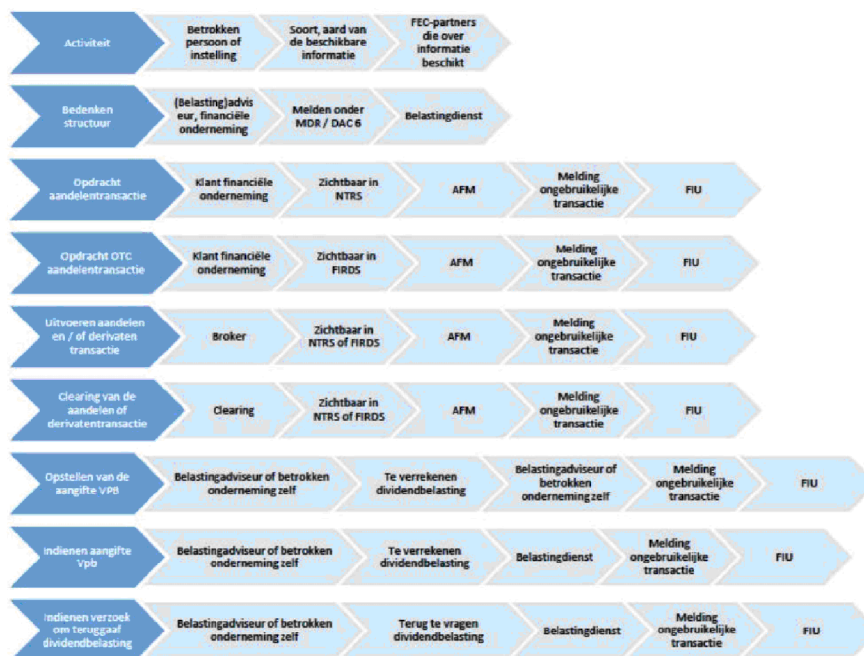 Activiteit
Betrokken
persoon of
instelling
Soort, aard van
de beschikbare
informatie
FEC-partners
die over
informatie
beschikt
Bedenken
structuur
(Belasting)advis
eur, financiële
onderneming
Melden onder
MDR / DAC 6
Belastingdienst
Opdracht
aandelentransactie
Klant financiële
onderneming
Zichtbaar in
NTRS
AFM
Melding
ongebruikelijke
transactie
FIU
Opdracht OTC
aandelentransactie
Klant financiële
onderneming
Zichtbaar in
FIRDS
AFM
Melding
ongebruikelijke
transactie
FIU
Uitvoeren aandelen
en / of derivaten
transactie
Broker
Zichtbaar in
NTRS of FIRDS
AFM
Melding
ongebruikelijke
transactie
FIU
Clearing van de
aandelen of
derivatentransactie
Clearing
Zichtbaar in
NTRS of FIRDS
AFM
Melding
ongebruikelijke
transactie
FIU
Opstellen van de
aangifte VPB
Belastingadviseur of betrokken
onderneming zelf
Te verrekenen
dividendbelasting
Belastingadviseur of
betrokken
onderneming zelf
Melding
ongebruikelijke
transactie
FIU
Indienen aangifte
Vpb
Belastingadviseur of betrokken
onderneming zelf
Te verrekenen
dividendbelasting
Belastingdienst
Melding
ongebruikelijke
transactie
FIU
Indienen verzoek
om teruggaaf
dividendbelasting
Belastingadviseur of betrokken
onderneming zelf
Terug te vragen
dividendbelasting
Belastingdienst
Melding
ongebruikelijke
transactie
FIU